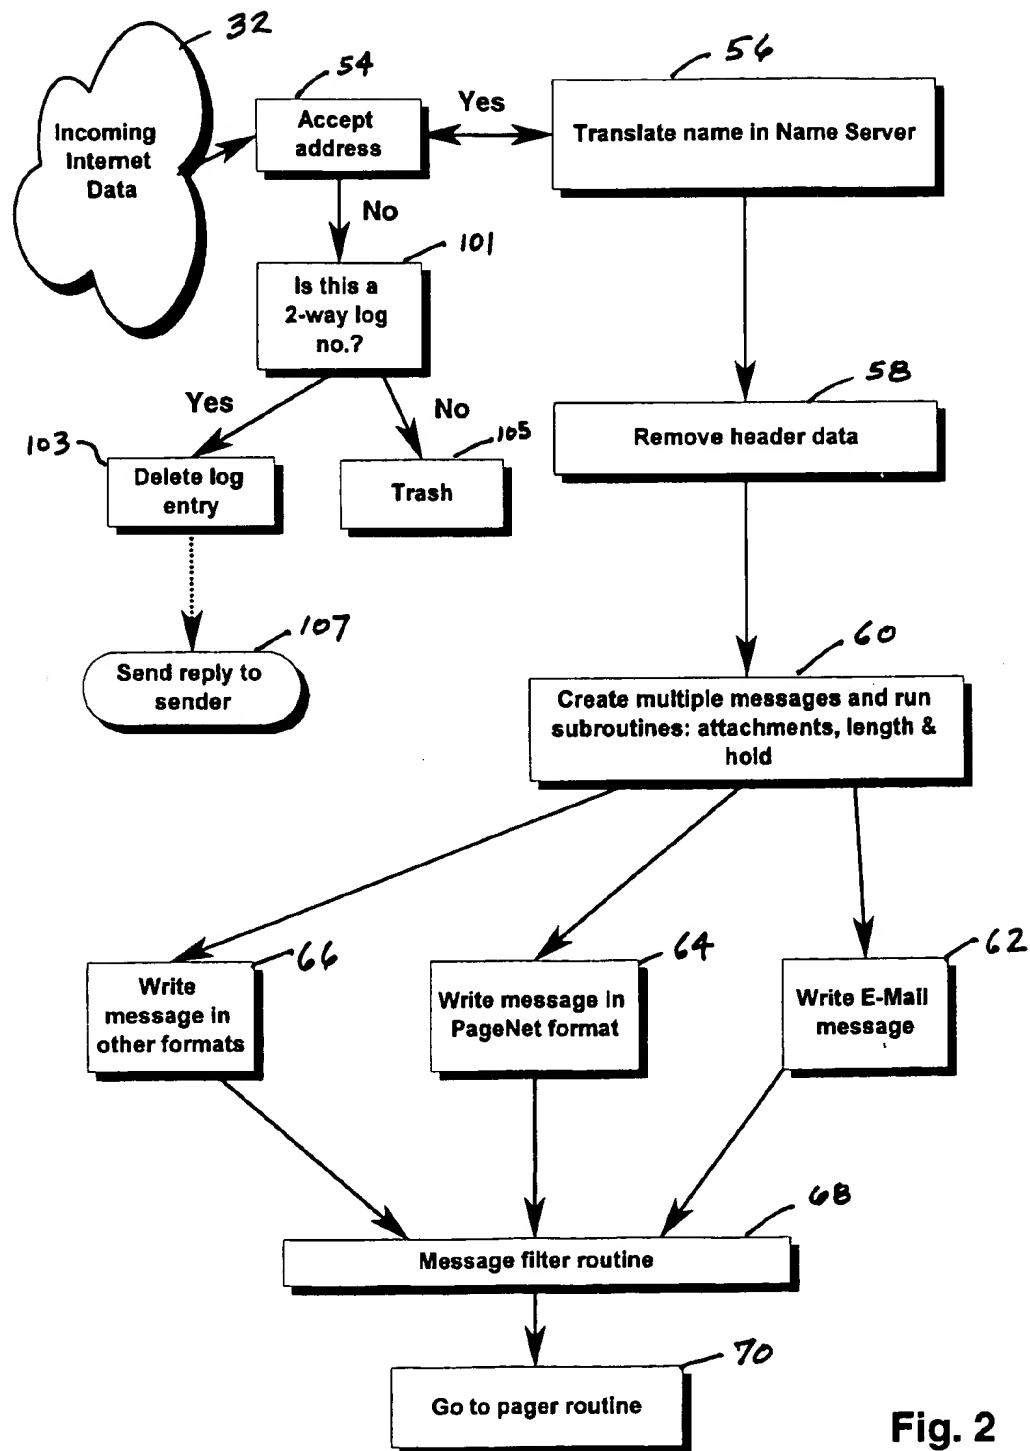 32
Incoming
Internet
Data
54
Accept
address
Yes
56
Translate name in Name Server
No
101
Is this a
2-way log
no.?
Yes
No
103
Delete log
entry
105
Trash
58
Remove header data
107
Send reply to
sender
60
Create multiple messages and run
subroutines: attachments, length &
hold
66
Write
message in
other formats
64
Write message in
PageNet format
62
Write E-Mail
message
68
Message filter routine
70
Go to pager routine
Fig. 2